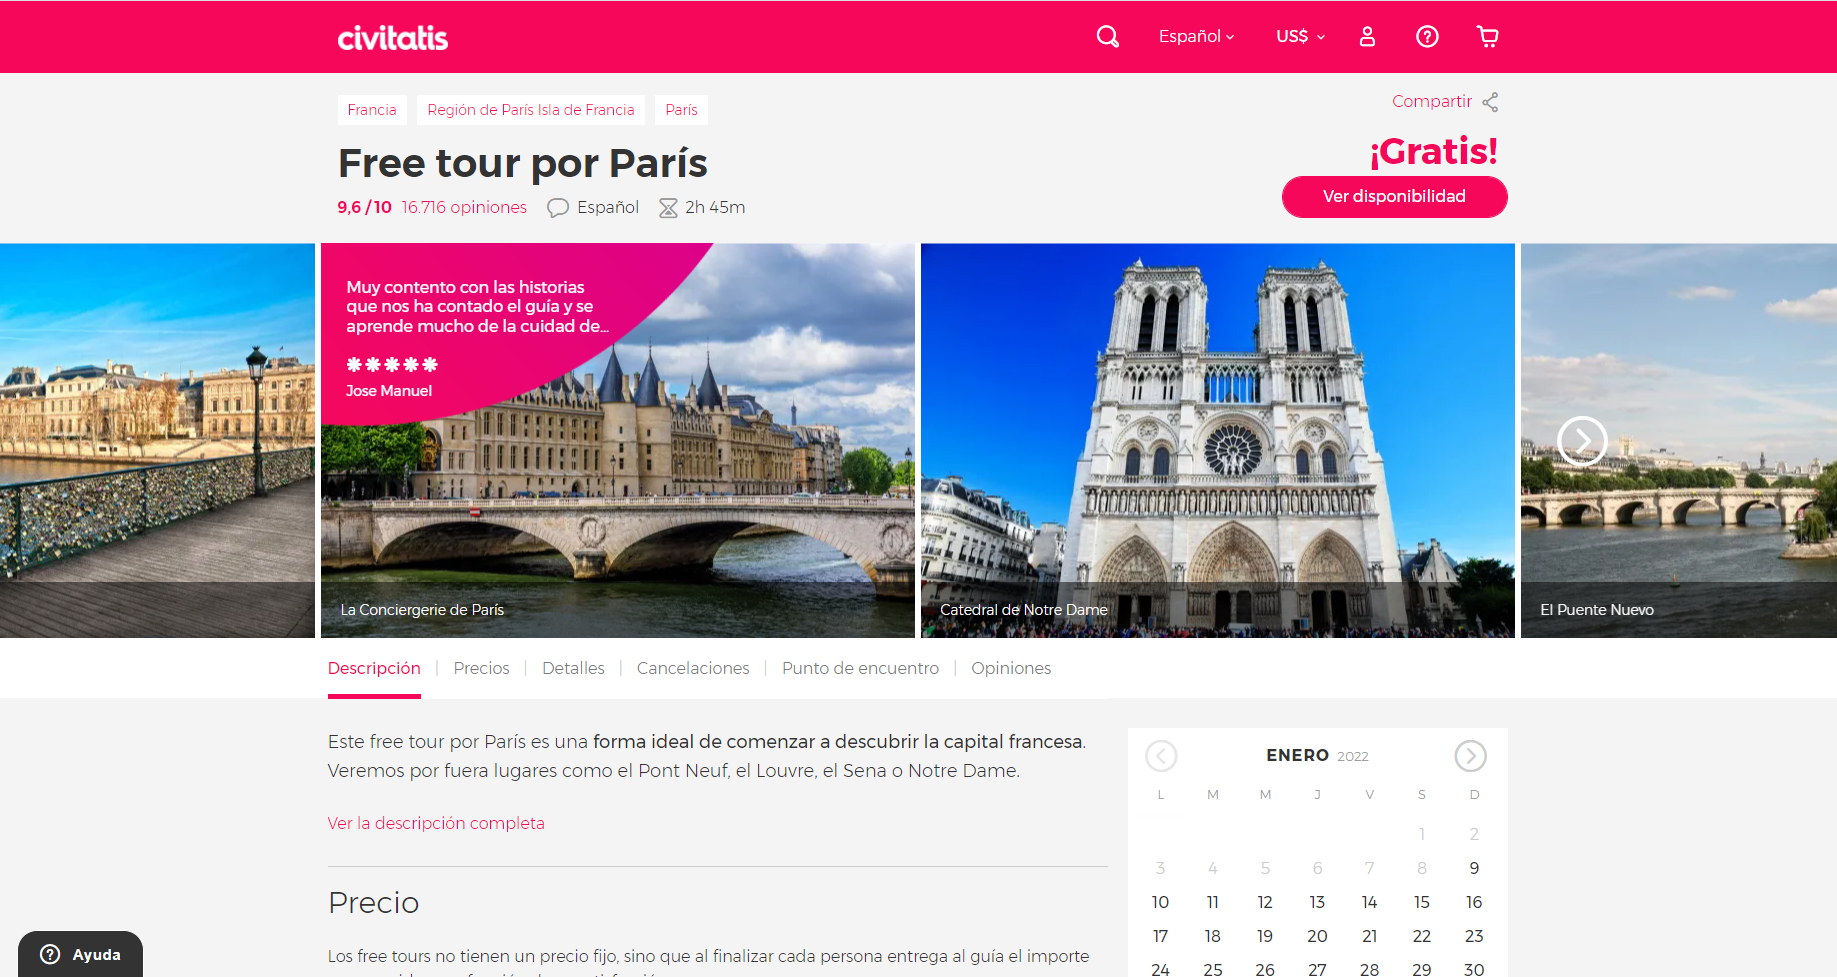 civitatis
Español
US$
Francia
Región de París Isla de Francia
París
Compartir
Free tour por París
¡Gratis!
9,6 /10 16.716 opiniones
Español
2h 45m
Ver disponibilidad
Muy contento con las historias
que nos ha contado el guía y se
aprende mucho de la cuidad de...
Jose Manuel
La Conciergerie de París
Catedral de Notre Dame
El Puente Nuevo
Descripción | Precios | Detalles | Cancelaciones | Punto de encuentro | Opiniones
Este free tour por París es una forma ideal de comenzar a descubrir la capital francesa.
Veremos por fuera lugares como el Pont Neuf, el Louvre, el Sena o Notre Dame.
Ver la descripción completa
Precio
Los free tours no tienen un precio fijo, sino que al finalizar cada persona entrega al guía el importe
ENERO 2022
L M M J V S D
1 2
3 4 5 6 7 8 9
10 11 12 13 14 15 16
17 18 19 20 21 22 23
24 25 26 27 28 29 30
Ayuda